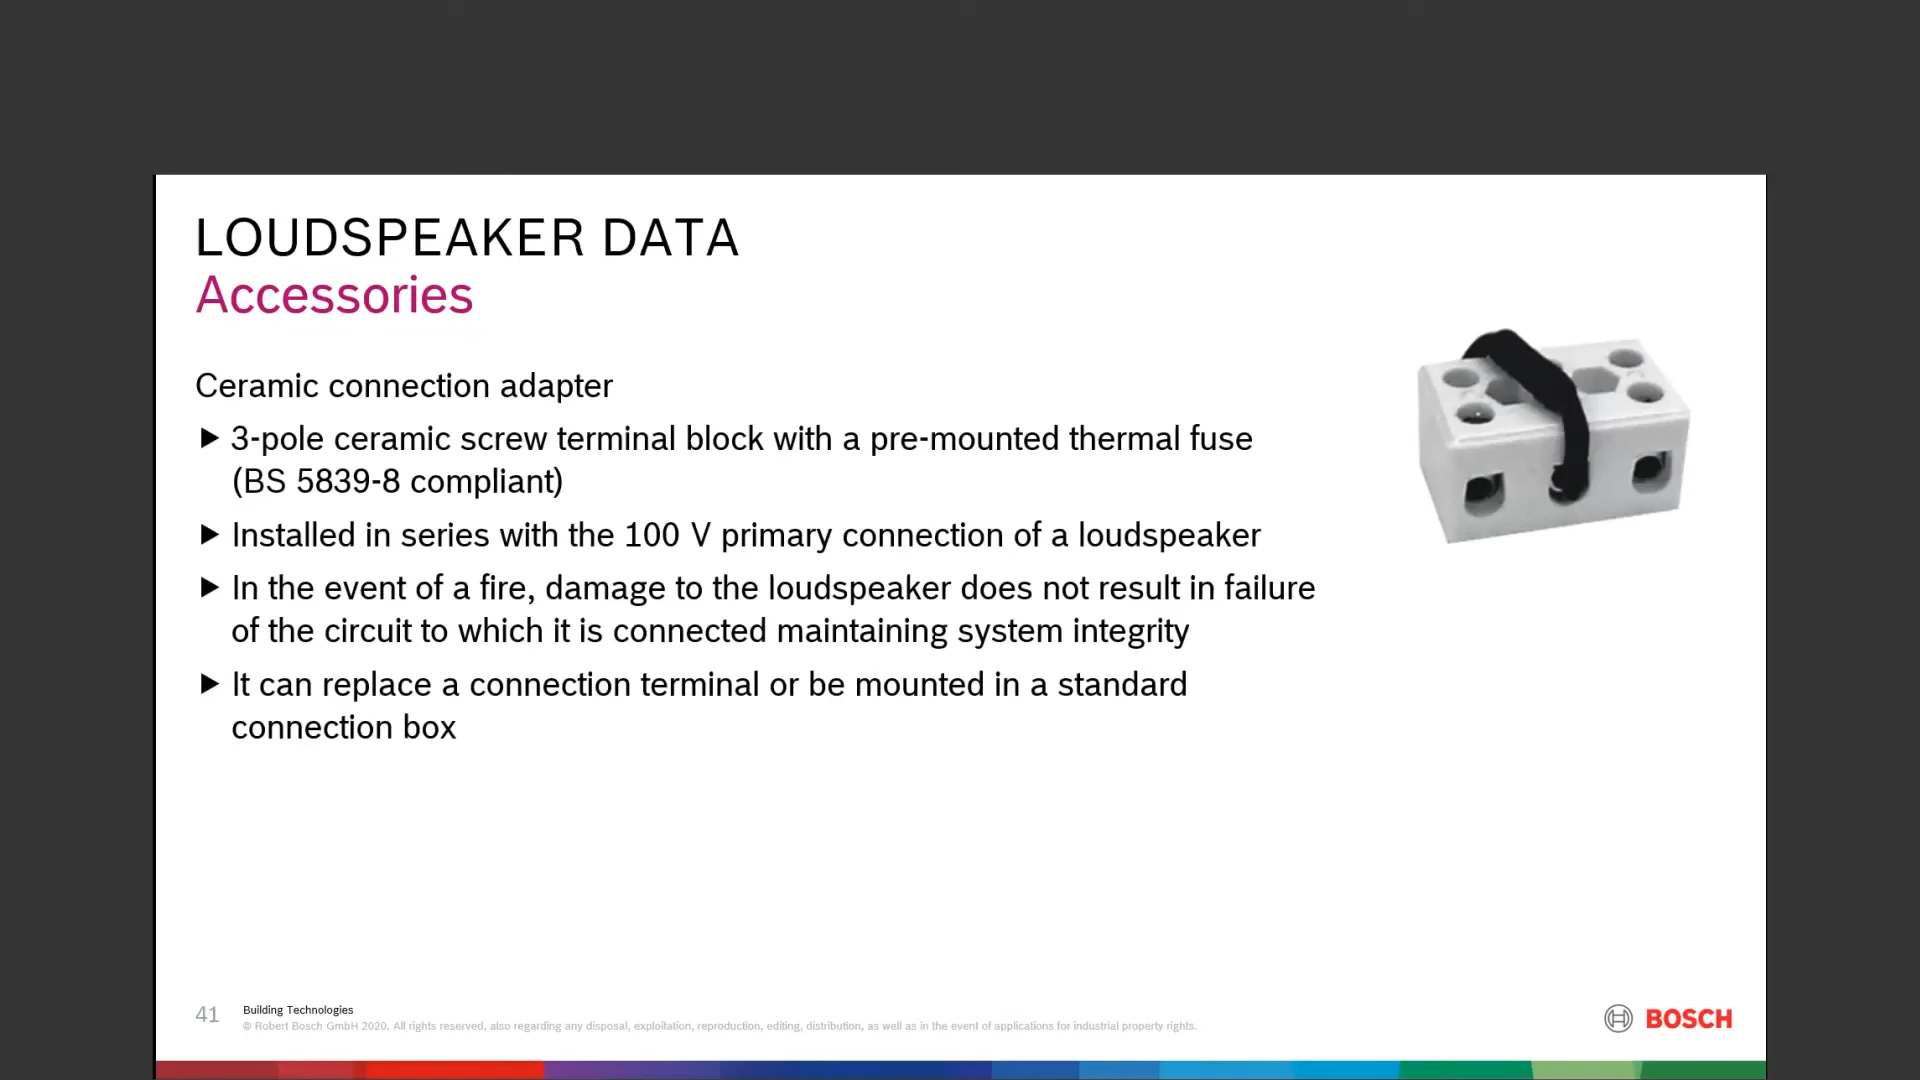 LOUDSPEAKER DATA
Accessories
Ceramic connection adapter
▶ 3-pole ceramic screw terminal block with a pre-mounted thermal fuse
(BS 5839-8 compliant)
▶ Installed in series with the 100 V primary connection of a loudspeaker
▶ In the event of a fire, damage to the loudspeaker does not result in failure
of the circuit to which it is connected maintaining system integrity
▶ It can replace a connection terminal or be mounted in a standard
connection box
41
Building Technologies
© Robert Bosch GmbH 2020. All rights reserved, also regarding any disposal, exploitation, reproduction, editing, distribution, as well as in the event of applications for industrial property rights.
BOSCH